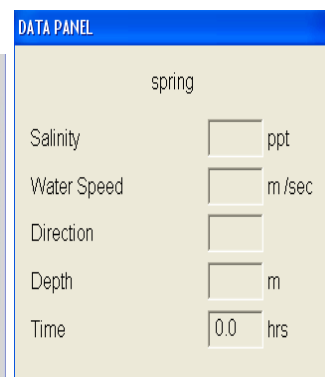 DATA PANEL
spring
Salinity ppt
Water Speed m/sec
Direction
Depth m
Time 0.0 hrs